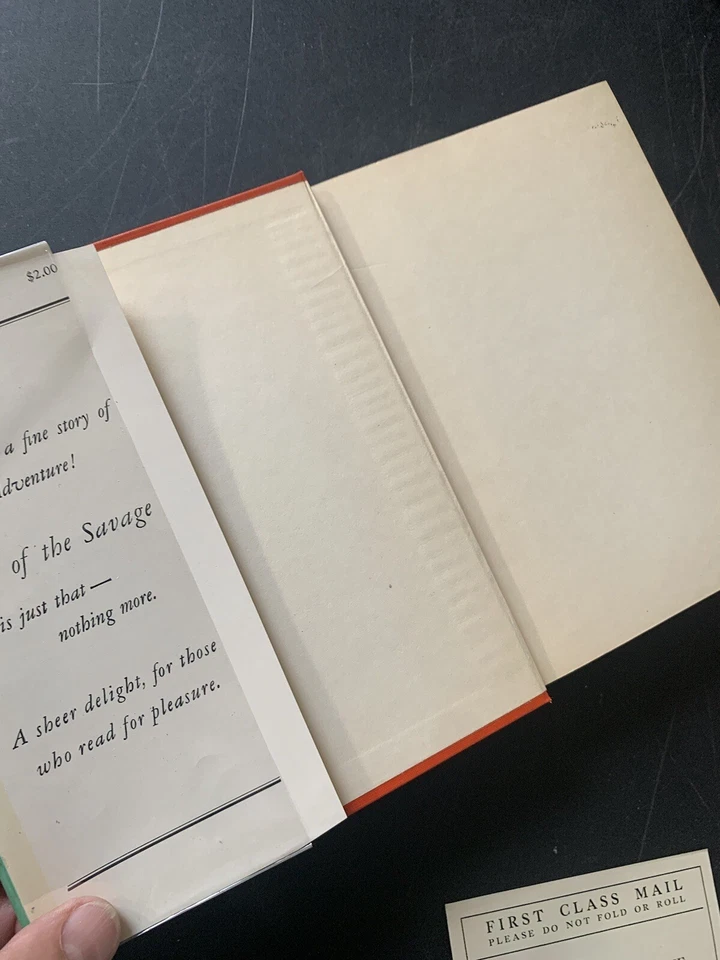 $2.00
a fine story of
dventure!
of the Savage
is just that —
nothing more.
A sheer delight, for those
who read for pleasure.
FIRST CLASS MAIL
PLEASE DO NOT FOLD OR ROLL